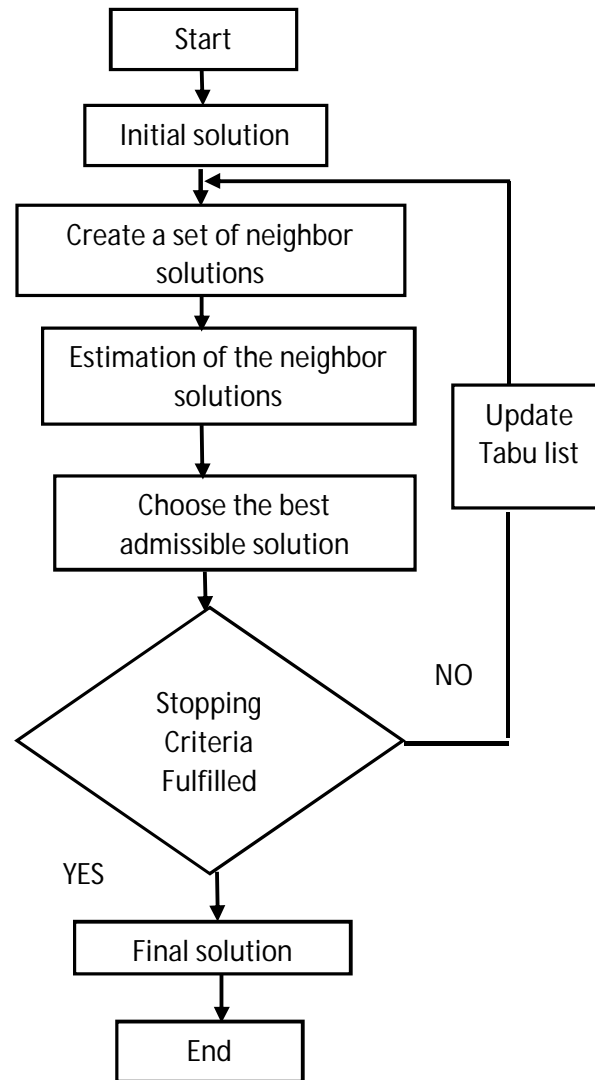 Start
Initial solution
Create a set of neighbor
solutions
Estimation of the neighbor
solutions
Update
Tabu list
Choose the best
admissible solution
NO
Stopping
Criteria
Fulfilled
YES
Final solution
End